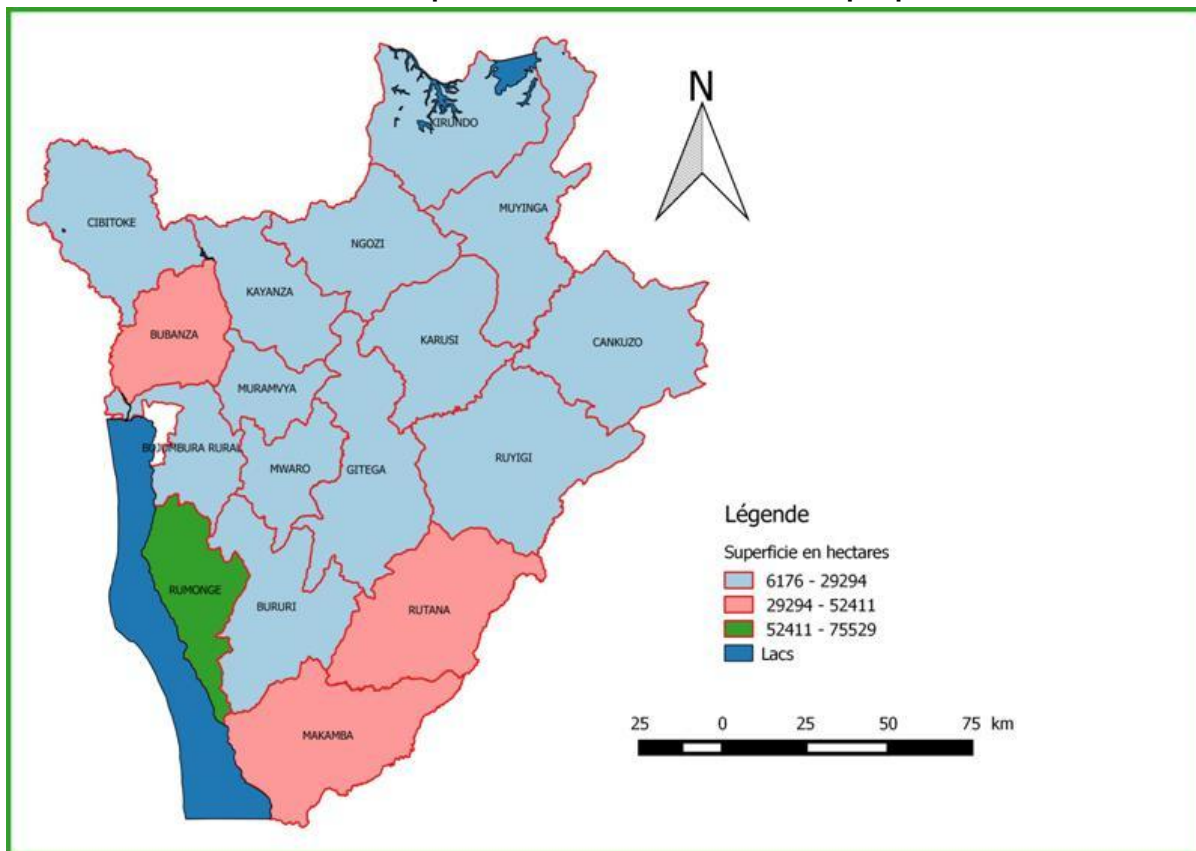 N
KIRUNDO
MUYINGA
CIBITOKE
NGOZI
KAYANZA
BUBANZA
KARUSI
CANKUZO
MURAMVYA
BUJUMBURA RURAL
MWARO
GITEGA
RUYIGI
RUMONGE
BURURI
RUTANA
MAKAMBA
Légende
Superficie en hectares
6176 - 29294
29294 - 52411
52411 - 75529
Lacs
25 0 25 50 75 km